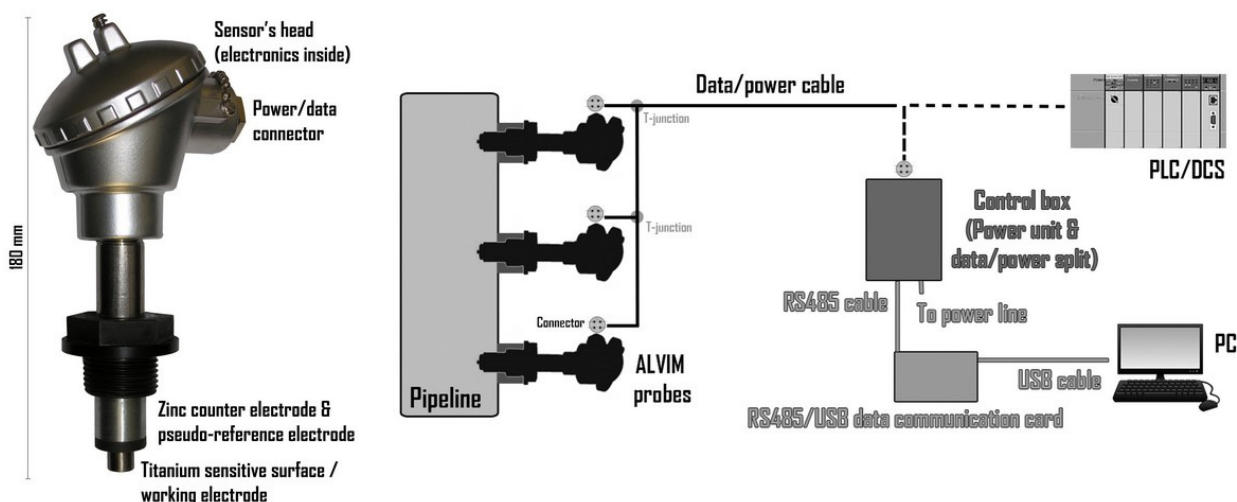 180 mm
Sensor's head
(electronics inside)
Power/data
connector
Zinc counter electrode &
pseudo-reference electrode
Titanium sensitive surface /
working electrode
Pipeline
T-junction
T-junction
Connector
ALVIM
probes
Data/power cable
PLC/DCS
Control box
(Power unit &
data/power split)
RS485 cable
To power line
PC
USB cable
RS485/USB data communication card